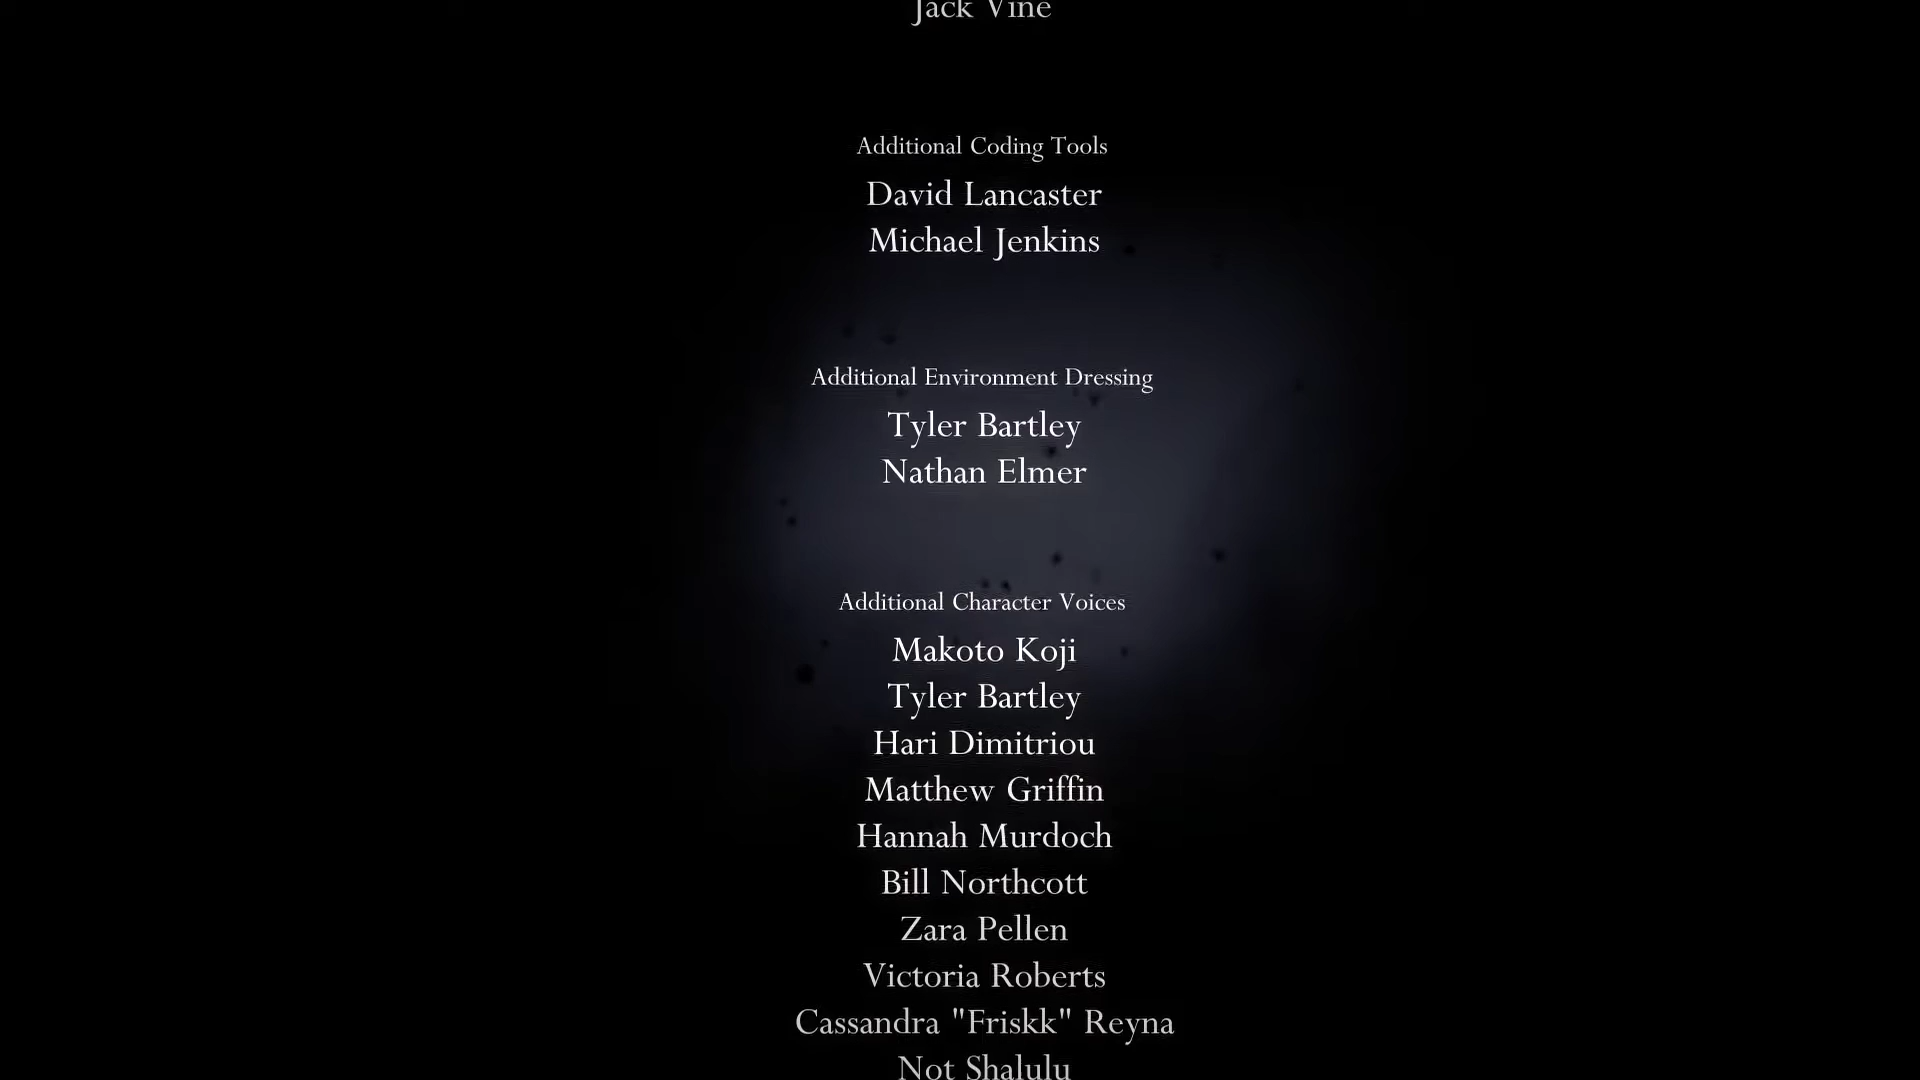 Jack Vine
Additional Coding Tools
David Lancaster
Michael Jenkins
Additional Environment Dressing
Tyler Bartley
Nathan Elmer
Additional Character Voices
Makoto Koji
Tyler Bartley
Hari Dimitriou
Matthew Griffin
Hannah Murdoch
Bill Northcott
Zara Pellen
Victoria Roberts
Cassandra "Friskk" Reyna
Not Shalulu